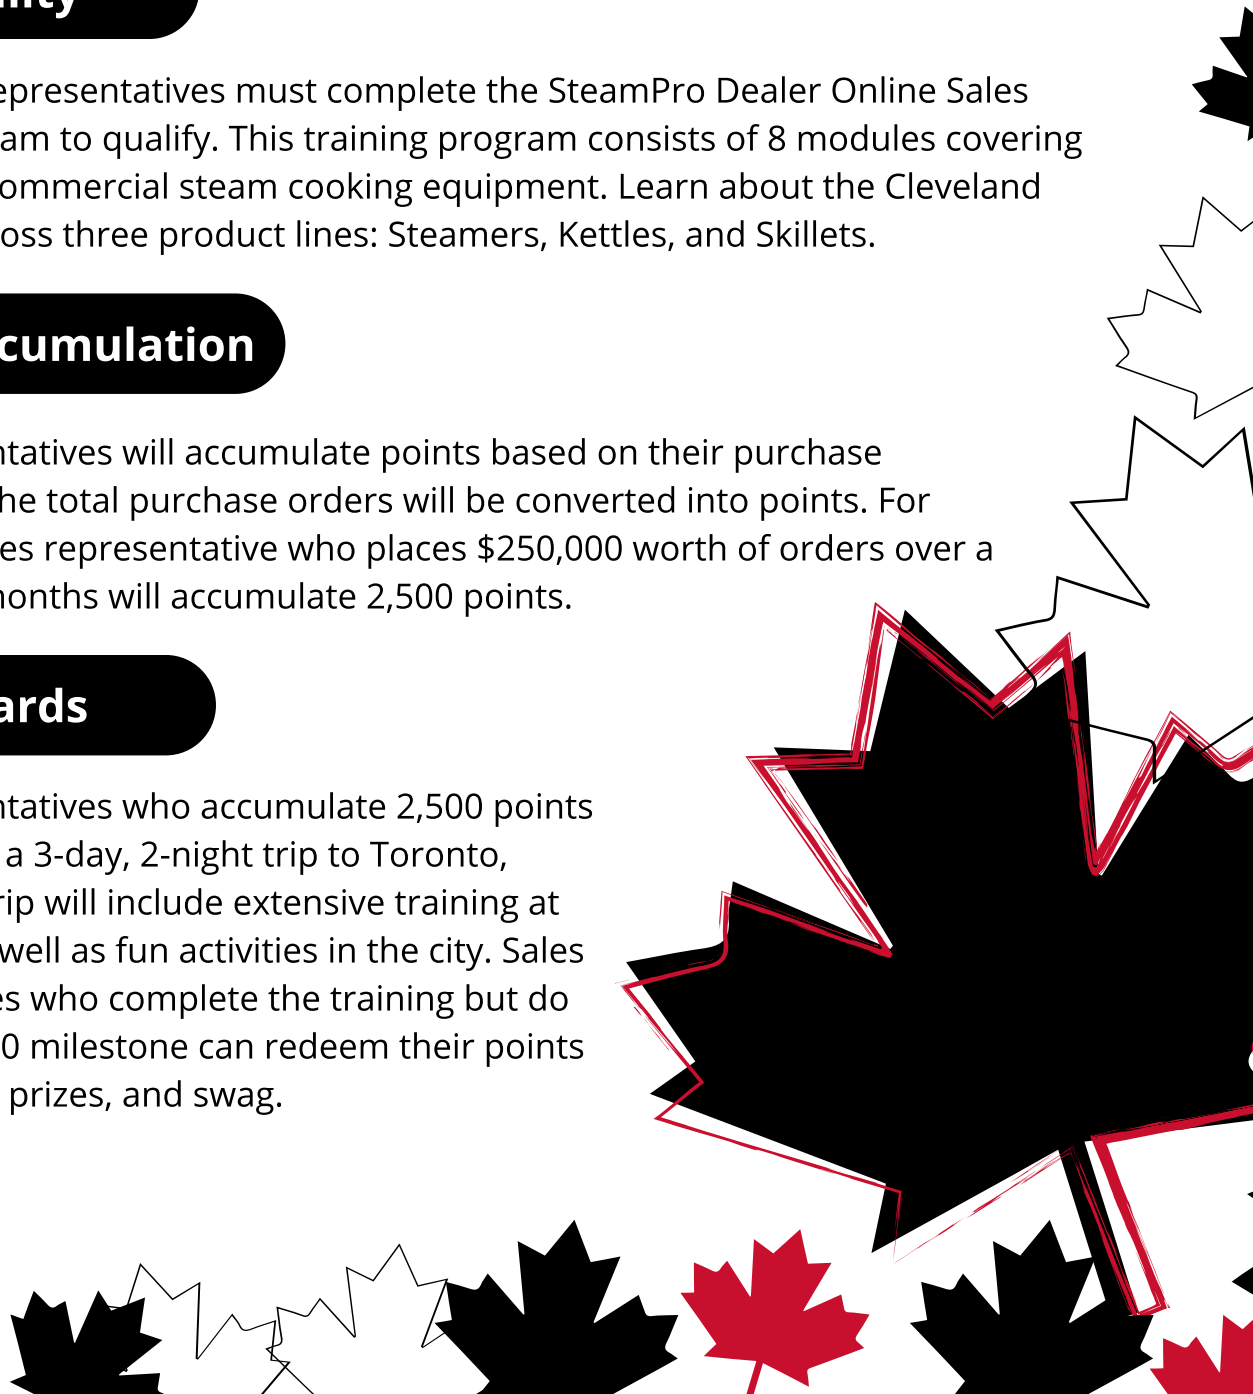 epresentatives must complete the SteamPro Dealer Online Sales
am to qualify. This training program consists of 8 modules covering
ommercial steam cooking equipment. Learn about the Cleveland
oss three product lines: Steamers, Kettles, and Skillets.
cumulation
ntatives will accumulate points based on their purchase
he total purchase orders will be converted into points. For
es representative who places $250,000 worth of orders over a
months will accumulate 2,500 points.
ards
ntatives who accumulate 2,500 points
a 3-day, 2-night trip to Toronto,
rip will include extensive training at
well as fun activities in the city. Sales
es who complete the training but do
0 milestone can redeem their points
prizes, and swag.